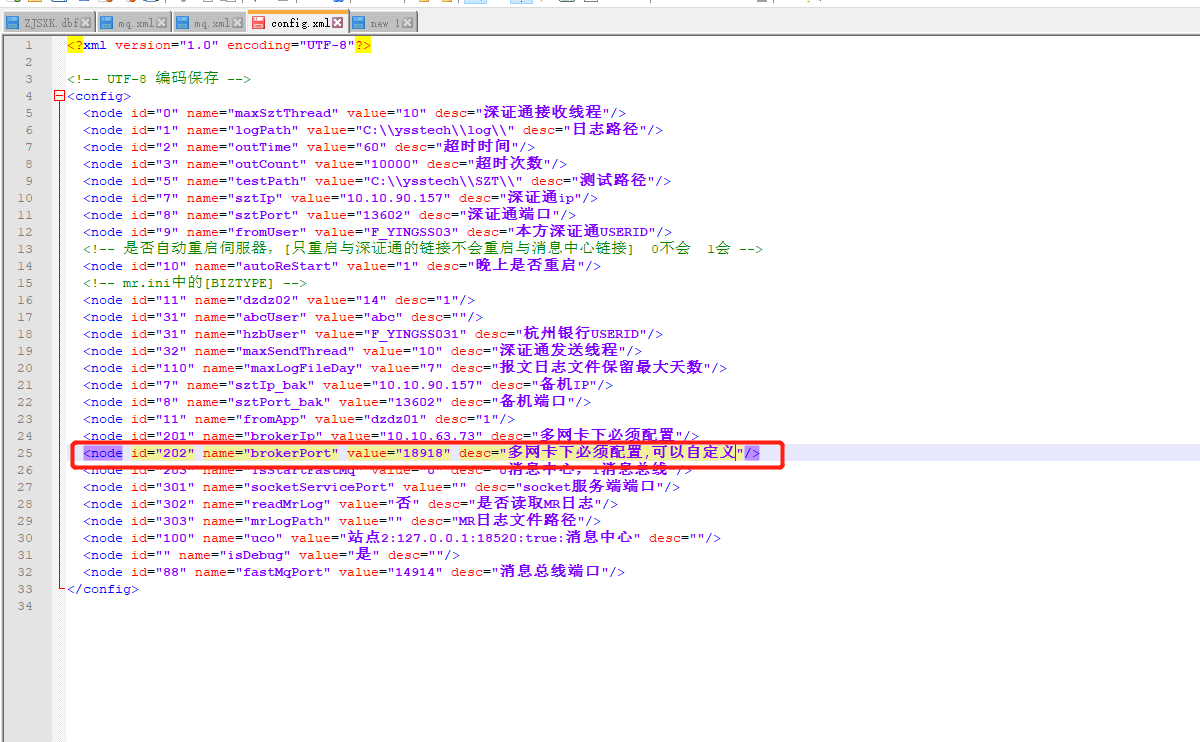 ZJSXK.dbf mq.xml mq.xml config.xml new 1
1 <?xml version="1.0" encoding="UTF-8"?>
2
3 <!-- UTF-8 编码保存 -->
4 <config>
5 <node id="0" name="maxSztThread" value="10" desc="深证通接收线程"/>
6 <node id="1" name="logPath" value="C:\\ysstech\\log\\" desc="日志路径"/>
7 <node id="2" name="outTime" value="60" desc="超时时间"/>
8 <node id="3" name="outCount" value="10000" desc="超时次数"/>
9 <node id="5" name="testPath" value="C:\\ysstech\\SZT\\" desc="测试路径"/>
10 <node id="7" name="sztIp" value="10.10.90.157" desc="深证通ip"/>
11 <node id="8" name="sztPort" value="13602" desc="深证通端口"/>
12 <node id="9" name="fromUser" value="F_YINGSS03" desc="本方深证通USERID"/>
13 <!-- 是否自动重启伺服器，[只重启与深证通的链接不会重启与消息中心链接] 0不会 1会 -->
14 <node id="10" name="autoReStart" value="1" desc="晚上是否重启"/>
15 <!-- mr.ini中的[BIZTYPE] -->
16 <node id="11" name="dzdz02" value="14" desc="1"/>
17 <node id="31" name="abcUser" value="abc" desc=""/>
18 <node id="31" name="hzbUser" value="F_YINGSS031" desc="杭州银行USERID"/>
19 <node id="32" name="maxSendThread" value="10" desc="深证通发送线程"/>
20 <node id="110" name="maxLogFileDay" value="7" desc="报文日志文件保留最大天数"/>
21 <node id="7" name="sztIp_bak" value="10.10.90.157" desc="备机IP"/>
22 <node id="8" name="sztPort_bak" value="13602" desc="备机端口"/>
23 <node id="11" name="fromApp" value="dzdz01" desc="1"/>
24 <node id="201" name="brokerIp" value="10.10.63.73" desc="多网卡下必须配置"/>
25 <node id="202" name="brokerPort" value="18918" desc="多网卡下必须配置,可以自定义"/>
26 <node id="203" name="isStartFastMq" value="0" desc="0消息中心，1消息总线"/>
27 <node id="301" name="socketServicePort" value="" desc="socket服务端端口"/>
28 <node id="302" name="readMrLog" value="否" desc="是否读取MR日志"/>
29 <node id="303" name="mrLogPath" value="" desc="MR日志文件路径"/>
30 <node id="100" name="uco" value="站点2:127.0.0.1:18520:true:消息中心" desc=""/>
31 <node id="" name="isDebug" value="是" desc=""/>
32 <node id="88" name="fastMqPort" value="14914" desc="消息总线端口"/>
33 </config>
34